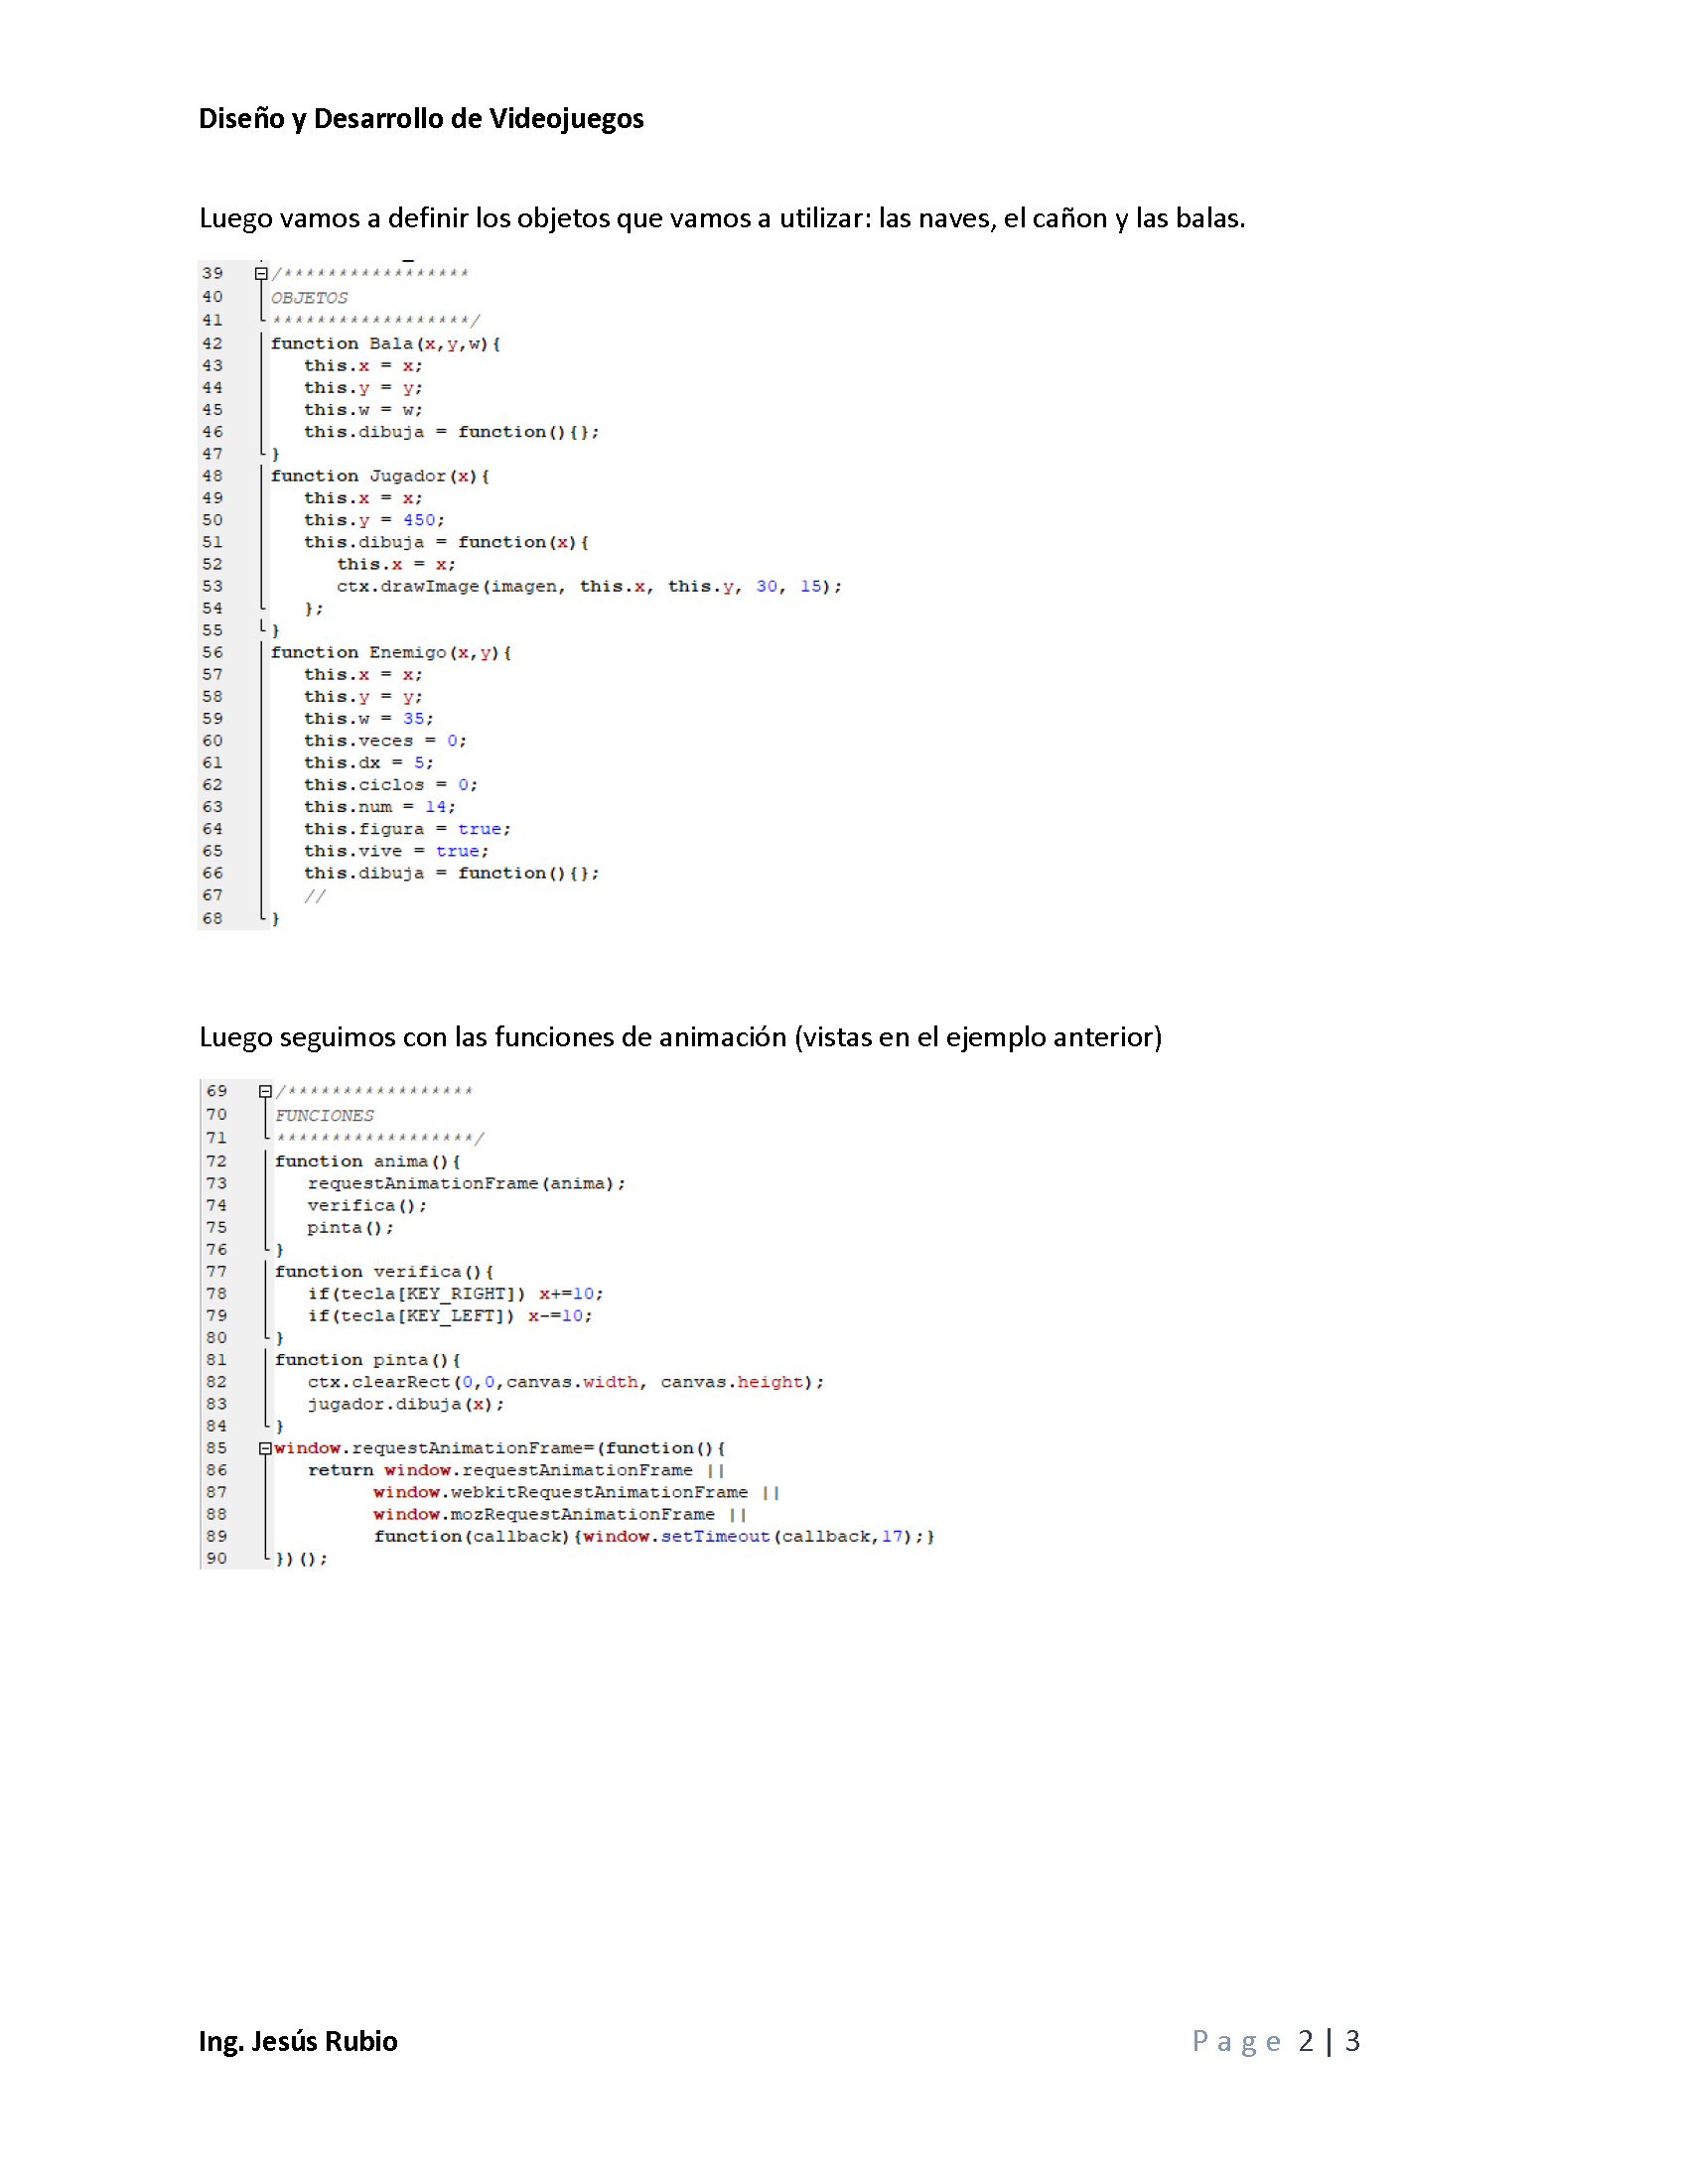 Diseño y Desarrollo de Videojuegos
Luego vamos a definir los objetos que vamos a utilizar: las naves, el cañon y las balas.
39 /*****************
40 OBJETOS
41 ******************/
42 function Bala(x,y,w){
43 this.x = x;
44 this.y = y;
45 this.w = w;
46 this.dibuja = function(){};
47 }
48 function Jugador(x){
49 this.x = x;
50 this.y = 450;
51 this.dibuja = function(x){
52 this.x = x;
53 ctx.drawImage(imagen, this.x, this.y, 30, 15);
54 };
55 }
56 function Enemigo(x,y){
57 this.x = x;
58 this.y = y;
59 this.w = 35;
60 this.veces = 0;
61 this.dx = 5;
62 this.ciclos = 0;
63 this.num = 14;
64 this.figura = true;
65 this.vive = true;
66 this.dibuja = function(){};
67 //
68 }
Luego seguimos con las funciones de animación (vistas en el ejemplo anterior)
69 /*****************
70 FUNCIONES
71 ******************/
72 function anima(){
73 requestAnimationFrame(anima);
74 verifica();
75 pinta();
76 }
77 function verifica(){
78 if(tecla[KEY_RIGHT]) x+=10;
79 if(tecla[KEY_LEFT]) x-=10;
80 }
81 function pinta(){
82 ctx.clearRect(0,0,canvas.width, canvas.height);
83 jugador.dibuja(x);
84 }
85 window.requestAnimationFrame=(function(){
86 return window.requestAnimationFrame ||
87 window.webkitRequestAnimationFrame ||
88 window.mozRequestAnimationFrame ||
89 function(callback){window.setTimeout(callback,17);}
90 })();
Ing. Jesús Rubio
Page 2 | 3